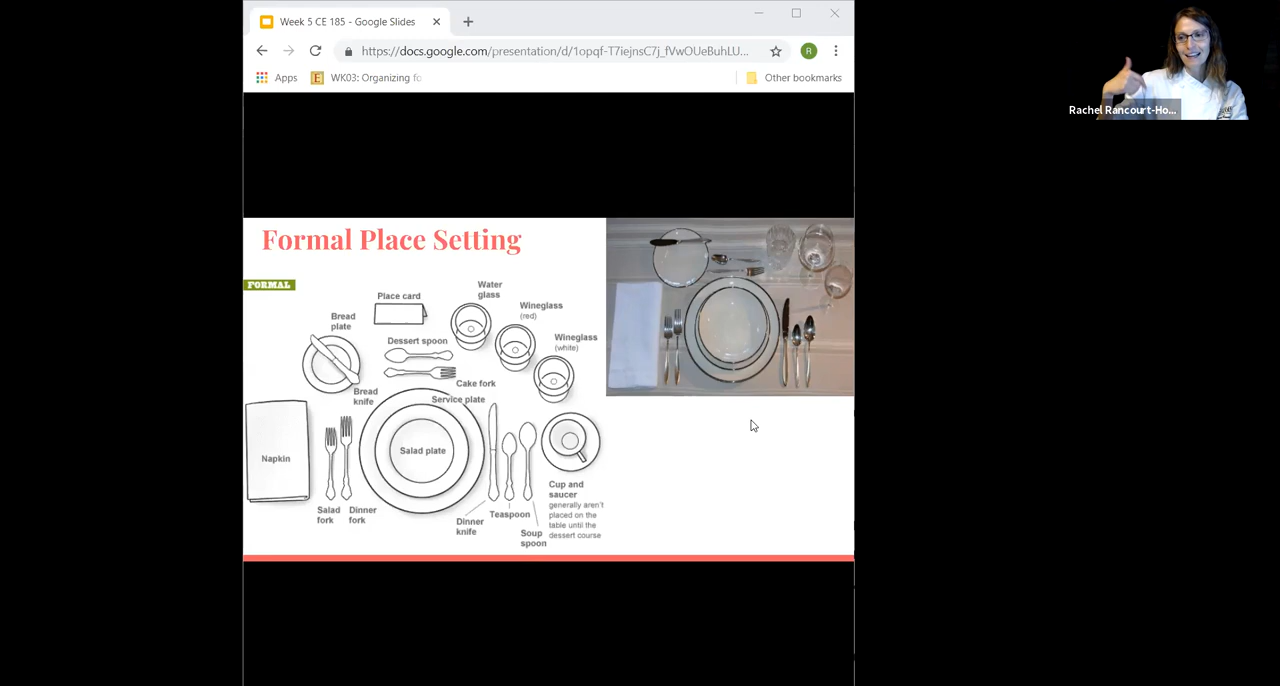 Week 5 CE 185 - Google Slides
https://docs.google.com/presentation/d/1opqf-T7iejnsC7j_fVwOUeBuhLU...
R
Apps
WK03: Organizing fo
Other bookmarks
Rachel Rancourt-Ho...
Formal Place Setting
FORMAL
Place card
Water
glass
Wineglass
(red)
Bread
plate
Wineglass
(white)
Dessert spoon
Cake fork
Bread
knife
Service plate
Napkin
Salad plate
Salad
fork
Dinner
fork
Dinner
knife
Teaspoon
Soup
spoon
Cup and
saucer
generally aren't
placed on the
table until the
dessert course